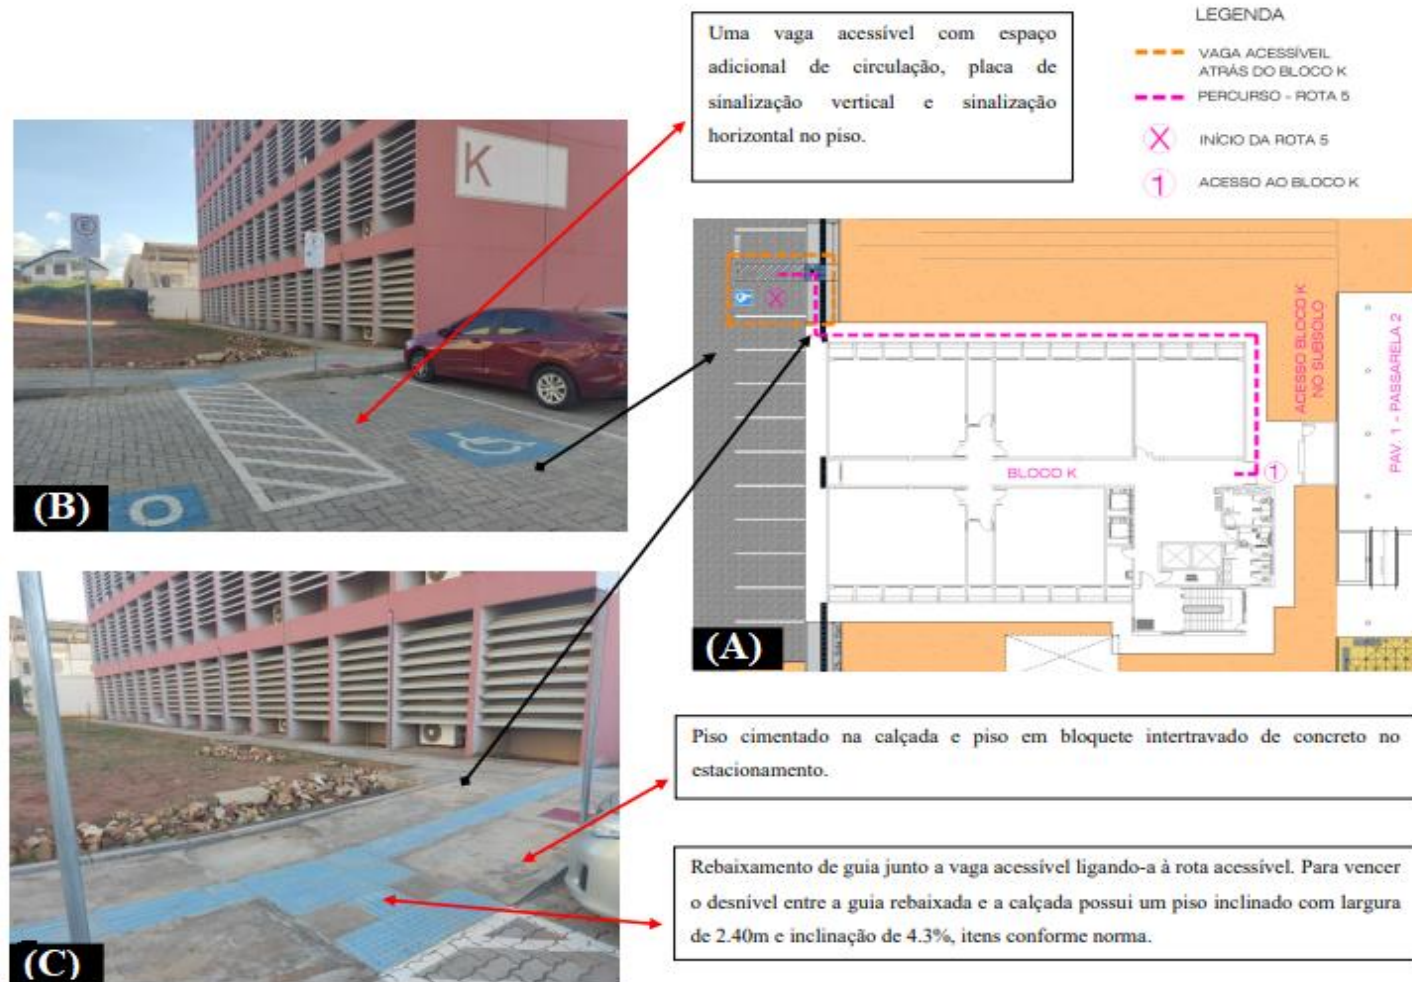 Uma vaga acessível com espaço
adicional de circulação, placa de
sinalização vertical e sinalização
horizontal no piso.
LEGENDA
VAGA ACESSÍVEIL
ATRÁS DO BLOCO K
PERCURSO - ROTA 5
INÍCIO DA ROTA 5
1 ACESSO AO BLOCO K
K
E
(B)
ACESSO BLOCO K
NO SUBSOLO
PAV. 1 - PASSARELA 2
BLOCO K
1
(A)
Piso cimentado na calçada e piso em bloquete intertravado de concreto no
estacionamento.
Rebaixamento de guia junto a vaga acessível ligando-a à rota acessível. Para vencer
o desnível entre a guia rebaixada e a calçada possui um piso inclinado com largura
de 2.40m e inclinação de 4.3%, itens conforme norma.
(C)